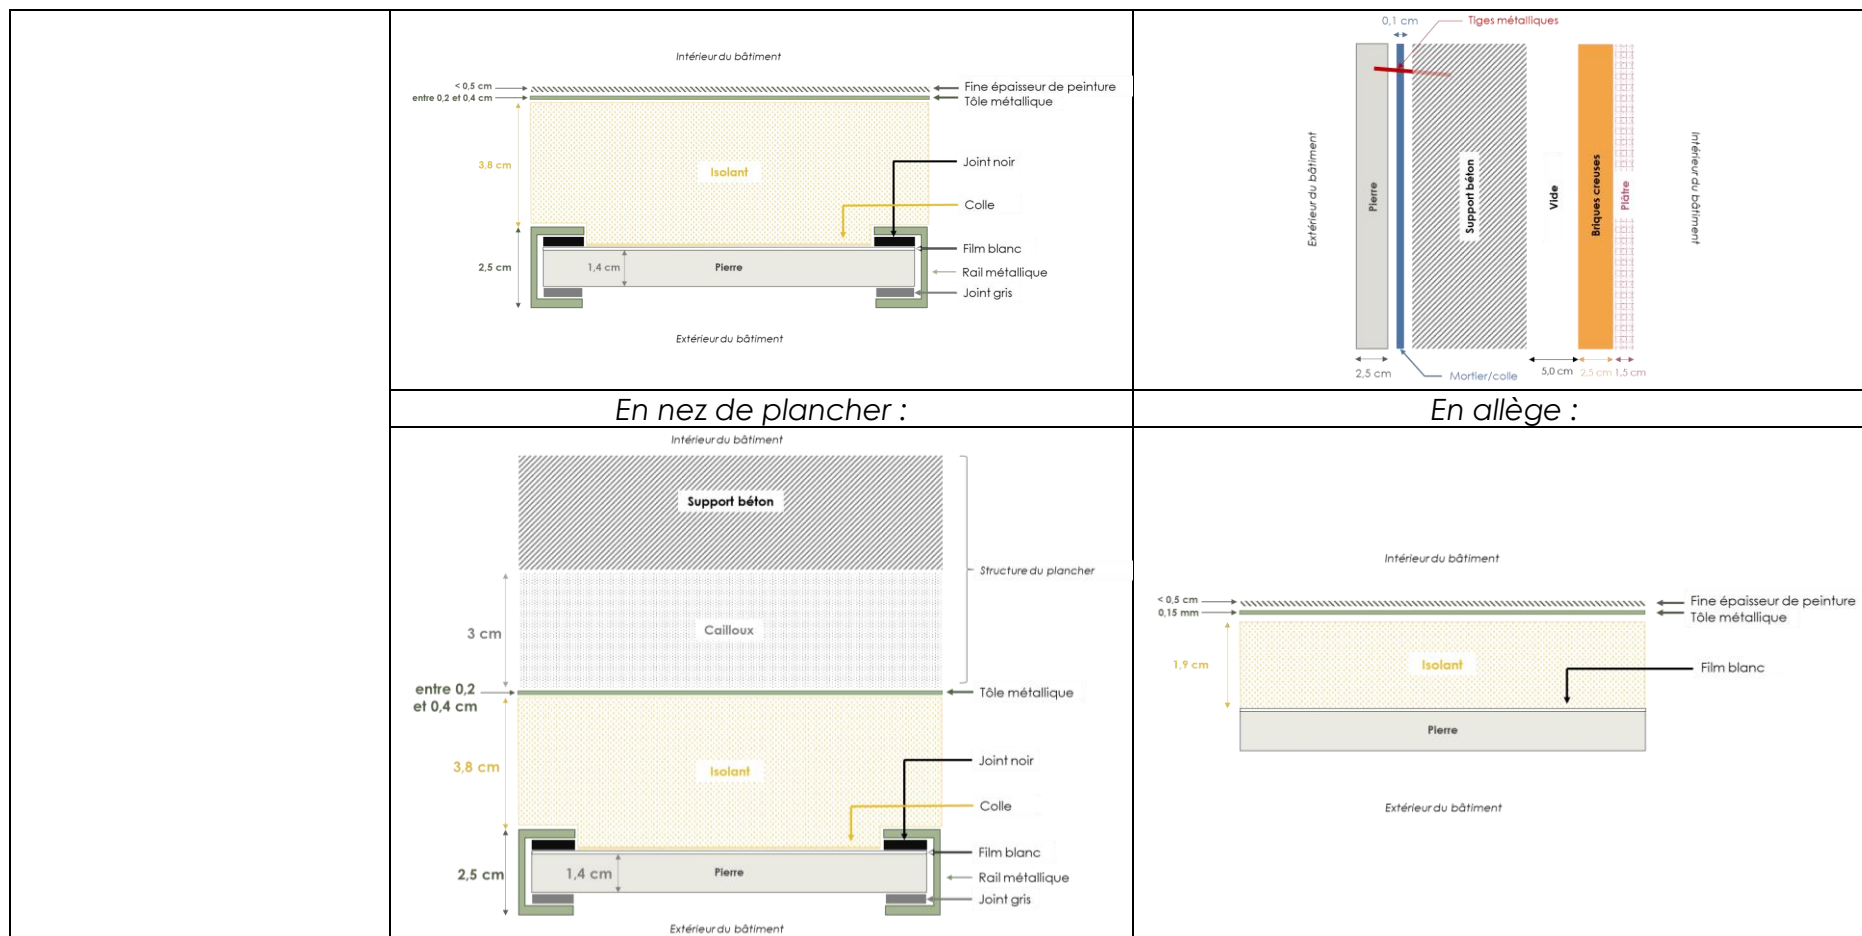 Intérieur du bâtiment
< 0,5 cm
Fine épaisseur de peinture
entre 0,2 et 0,4 cm
Tôle métallique
3,8 cm
Isolant
Joint noir
Colle
Film blanc
2,5 cm
1,4 cm
Pierre
Rail métallique
Joint gris
Extérieur du bâtiment
0,1 cm
Tiges métalliques
Extérieur du bâtiment
Pierre
Support béton
Vide
Briques creuses
Plâtre
Intérieur du bâtiment
2,5 cm
Mortier/colle
5,0 cm
2,5 cm
1,5 cm
En nez de plancher :
En allège :
Intérieur du bâtiment
Support béton
Structure du plancher
3 cm
Cailloux
entre 0,2
et 0,4 cm
Tôle métallique
3,8 cm
Isolant
Joint noir
Colle
Film blanc
2,5 cm
1,4 cm
Pierre
Rail métallique
Joint gris
Extérieur du bâtiment
Intérieur du bâtiment
< 0,5 cm
Fine épaisseur de peinture
0,15 mm
Tôle métallique
1,9 cm
Isolant
Film blanc
Pierre
Extérieur du bâtiment